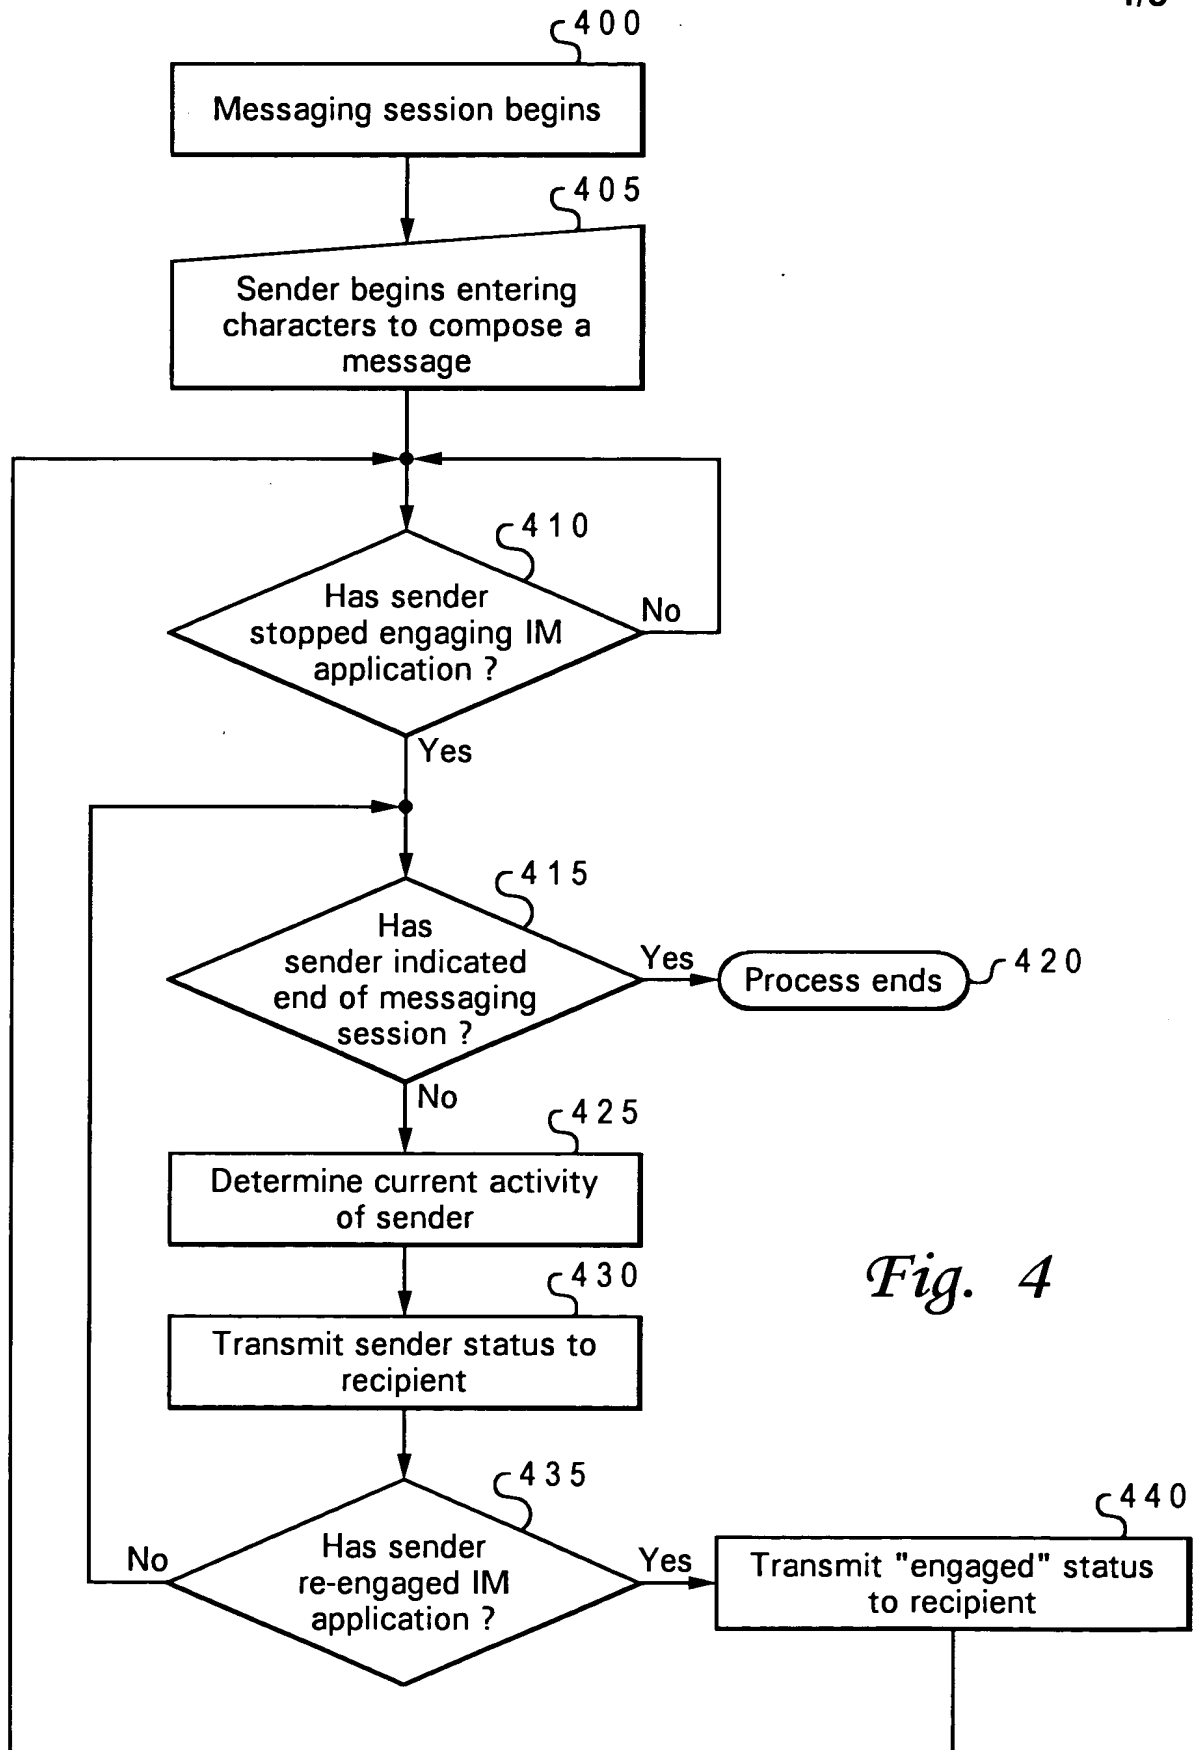 400
Messaging session begins
405
Sender begins entering
characters to compose a
message
410
Has sender
stopped engaging IM
application ?
No
Yes
415
Has
sender indicated
end of messaging
session ?
Yes
Process ends
420
No
425
Determine current activity
of sender
430
Transmit sender status to
recipient
Fig. 4
435
Has sender
re-engaged IM
application ?
No
Yes
440
Transmit "engaged" status
to recipient